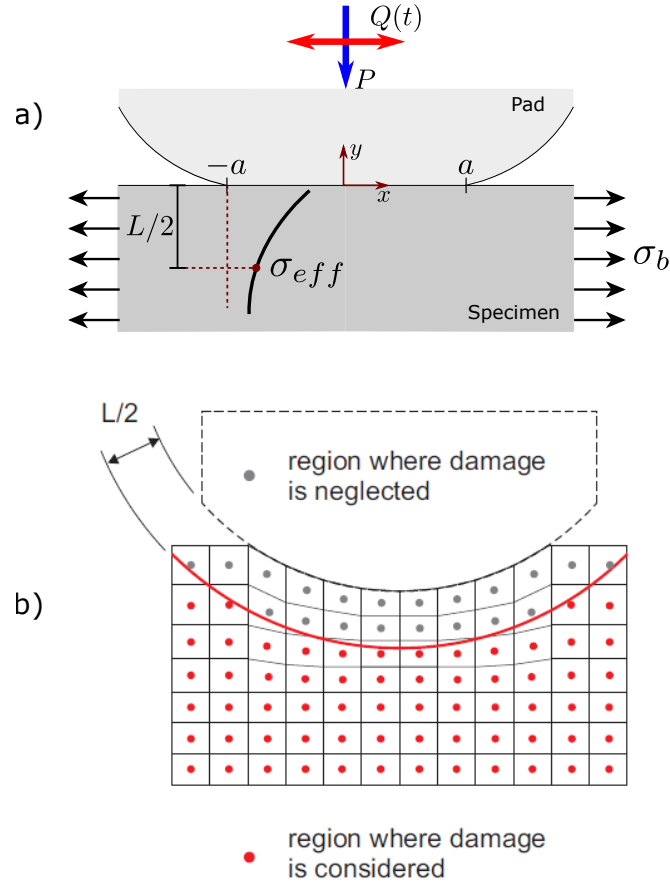 Q(t)
P
a)
Pad
−a
a
y
x
L/2
σ_eff
σ_b
Specimen
L/2
region where damage
is neglected
b)
region where damage
is considered